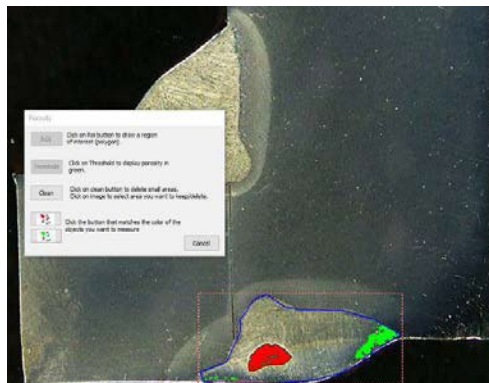 Porosity
Click on Roi button to draw a region
of interest (polygon).
Threshold
Click on Threshold to display porosity in
green.
Clean
Click on clean button to delete small areas.
Click on image to select area you want to keep/delete.
Click the button that matches the color of the
objects you want to measure
Cancel